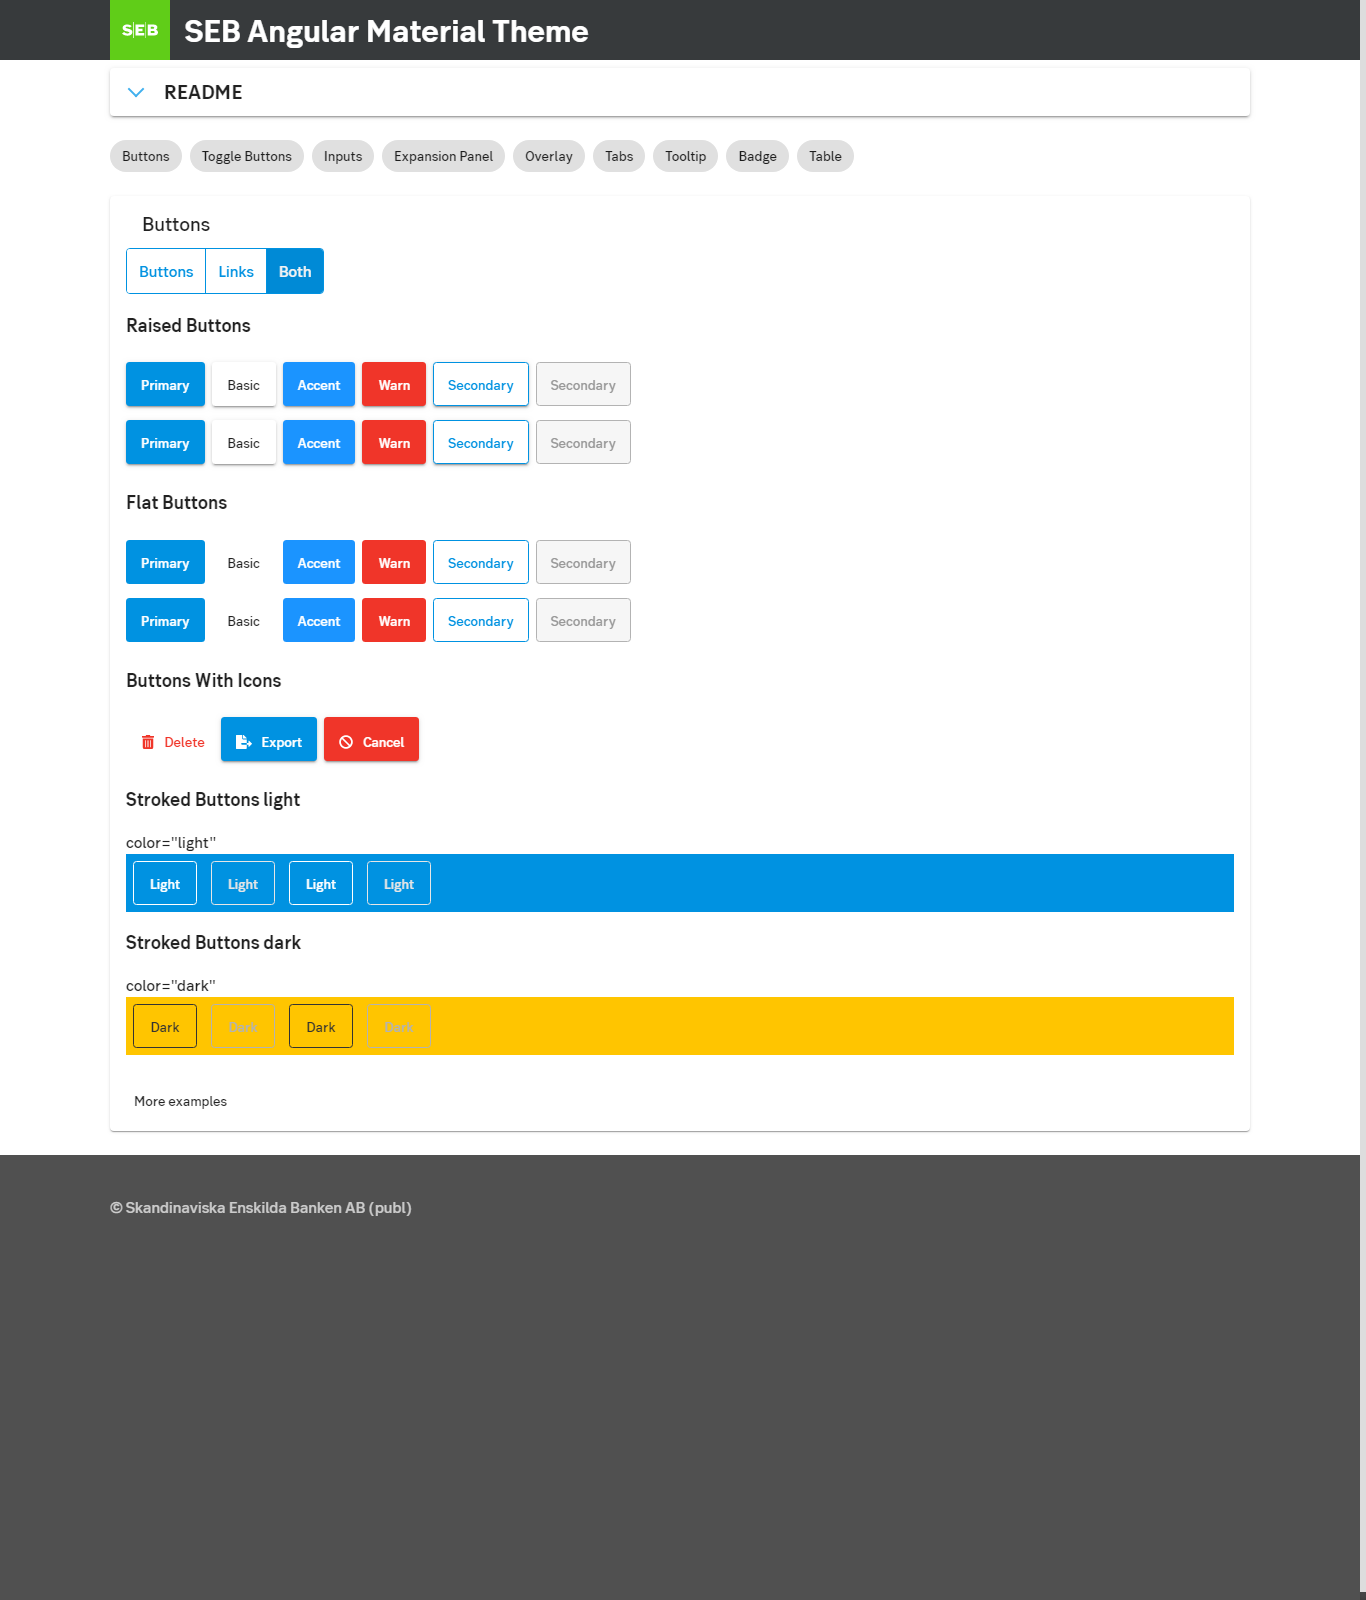 SEB SEB Angular Material Theme
README
Buttons Toggle Buttons Inputs Expansion Panel Overlay Tabs Tooltip Badge Table
Buttons
Buttons Links Both
Raised Buttons
Primary Basic Accent Warn Secondary Secondary
Primary Basic Accent Warn Secondary Secondary
Flat Buttons
Primary Basic Accent Warn Secondary Secondary
Primary Basic Accent Warn Secondary Secondary
Buttons With Icons
Delete Export Cancel
Stroked Buttons light
color="light"
Light Light Light Light
Stroked Buttons dark
color="dark"
Dark Dark Dark Dark
More examples
© Skandinaviska Enskilda Banken AB (publ)